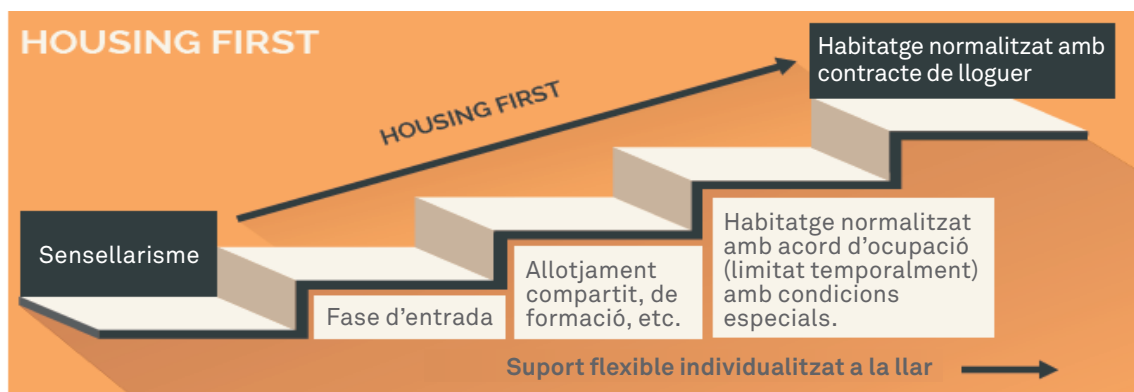 HOUSING FIRST
Habitatge normalitzat amb
contracte de lloguer
HOUSING FIRST
Sensellarisme
Fase d’entrada
Allotjament
compartit, de
formació, etc.
Habitatge normalitzat
amb acord d’ocupació
(limitat temporalment)
amb condicions
especials.
Suport flexible individualitzat a la llar